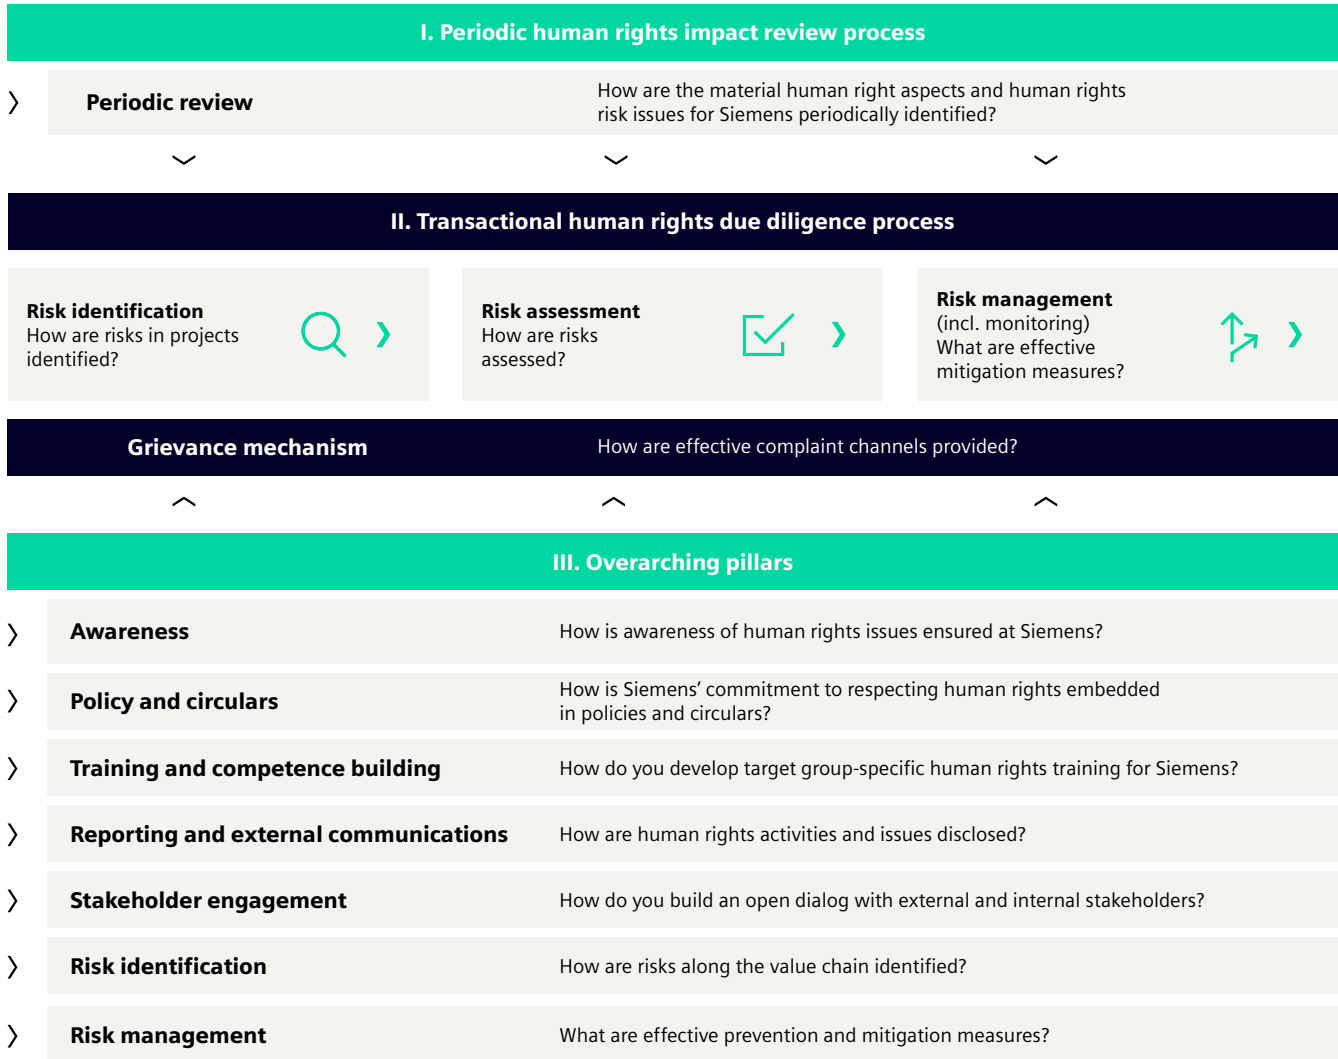 I. Periodic human rights impact review process
Periodic review
How are the material human right aspects and human rights
risk issues for Siemens periodically identified?
II. Transactional human rights due diligence process
Risk identification
How are risks in projects
identified?
Risk assessment
How are risks
assessed?
Risk management
(incl. monitoring)
What are effective
mitigation measures?
Grievance mechanism
How are effective complaint channels provided?
III. Overarching pillars
Awareness
How is awareness of human rights issues ensured at Siemens?
Policy and circulars
How is Siemens’ commitment to respecting human rights embedded
in policies and circulars?
Training and competence building
How do you develop target group-specific human rights training for Siemens?
Reporting and external communications
How are human rights activities and issues disclosed?
Stakeholder engagement
How do you build an open dialog with external and internal stakeholders?
Risk identification
How are risks along the value chain identified?
Risk management
What are effective prevention and mitigation measures?